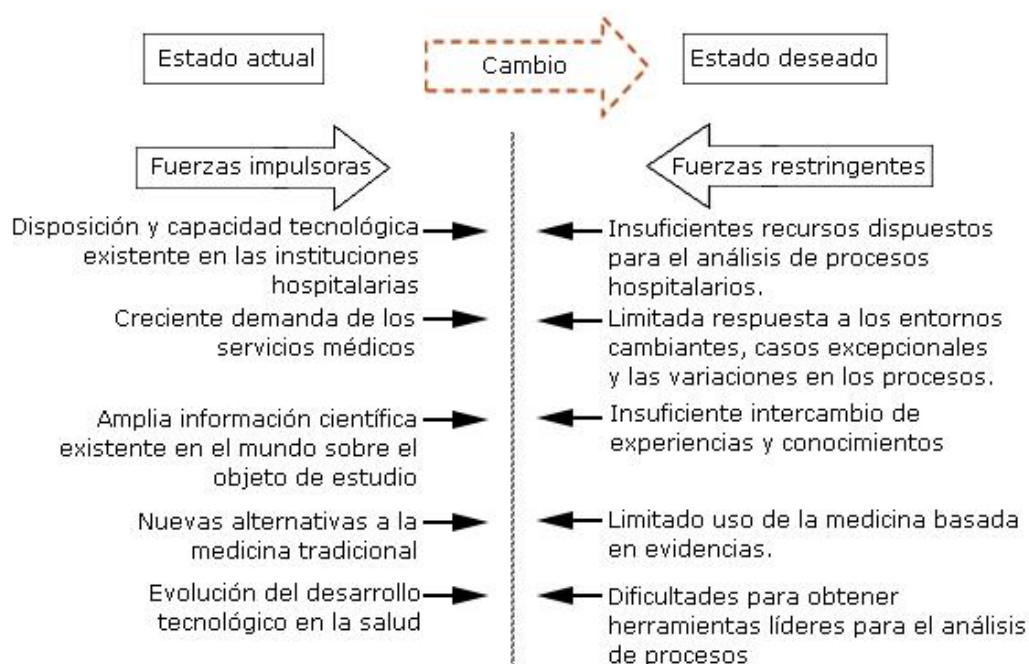 Estado actual
Cambio
Estado deseado
Fuerzas impulsoras
Fuerzas restringentes
Disposición y capacidad tecnológica
existente en las instituciones
hospitalarias
Creciente demanda de los
servicios médicos
Amplia información científica
existente en el mundo sobre el
objeto de estudio
Nuevas alternativas a la
medicina tradicional
Evolución del desarrollo
tecnológico en la salud
Insuficientes recursos dispuestos
para el análisis de procesos
hospitalarios.
Limitada respuesta a los entornos
cambiantes, casos excepcionales
y las variaciones en los procesos.
Insuficiente intercambio de
experiencias y conocimientos
Limitado uso de la medicina basada
en evidencias.
Dificultades para obtener
herramientas líderes para el análisis
de procesos